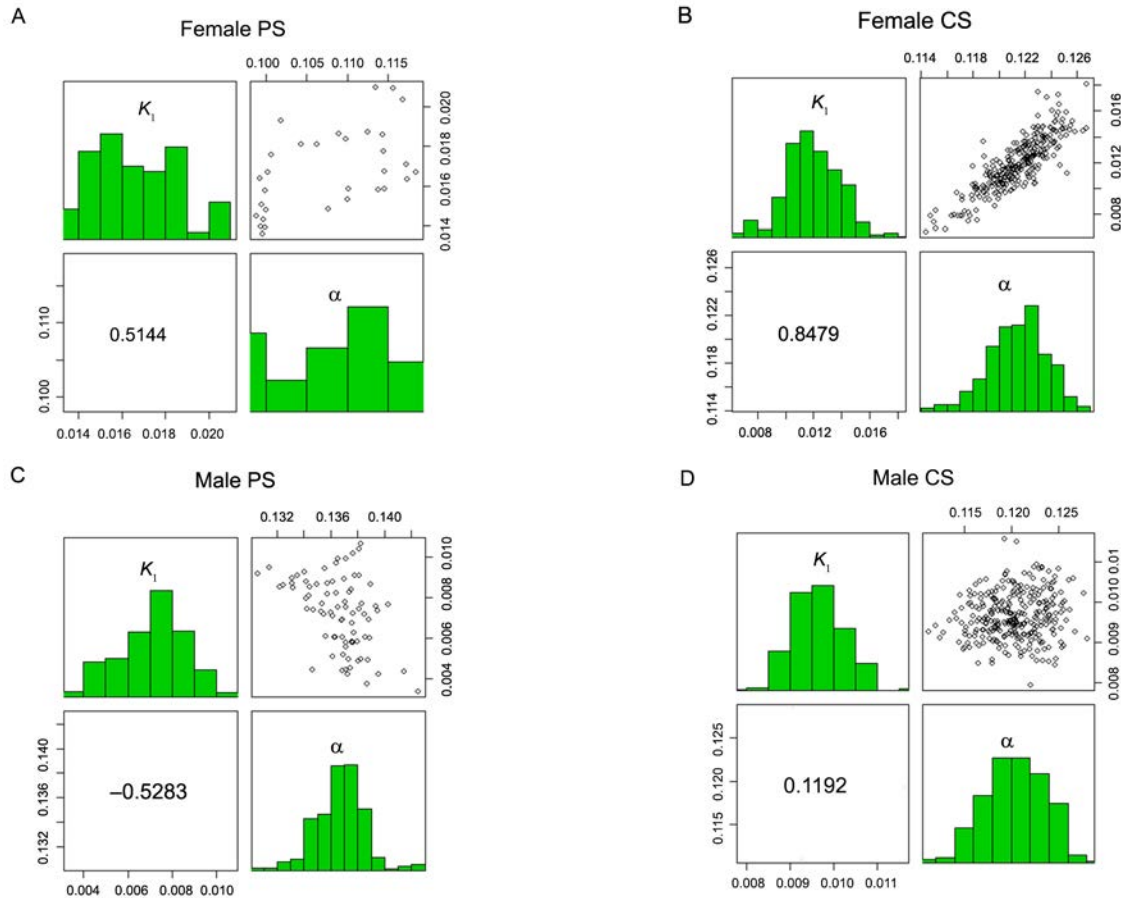 A
Female PS
0.100 0.105 0.110 0.115
K1
0.014 0.016 0.018 0.020
0.100 0.110
0.5144
α
0.014 0.016 0.018 0.020
B
Female CS
0.114 0.118 0.122 0.126
K1
0.008 0.012 0.016
0.114 0.118 0.122 0.126
0.8479
α
0.008 0.012 0.016
C
Male PS
0.132 0.136 0.140
K1
0.004 0.006 0.008 0.010
0.132 0.136 0.140
–0.5283
α
0.004 0.006 0.008 0.010
D
Male CS
0.115 0.120 0.125
K1
0.008 0.009 0.010 0.01
0.115 0.120 0.125
0.1192
α
0.008 0.009 0.010 0.011